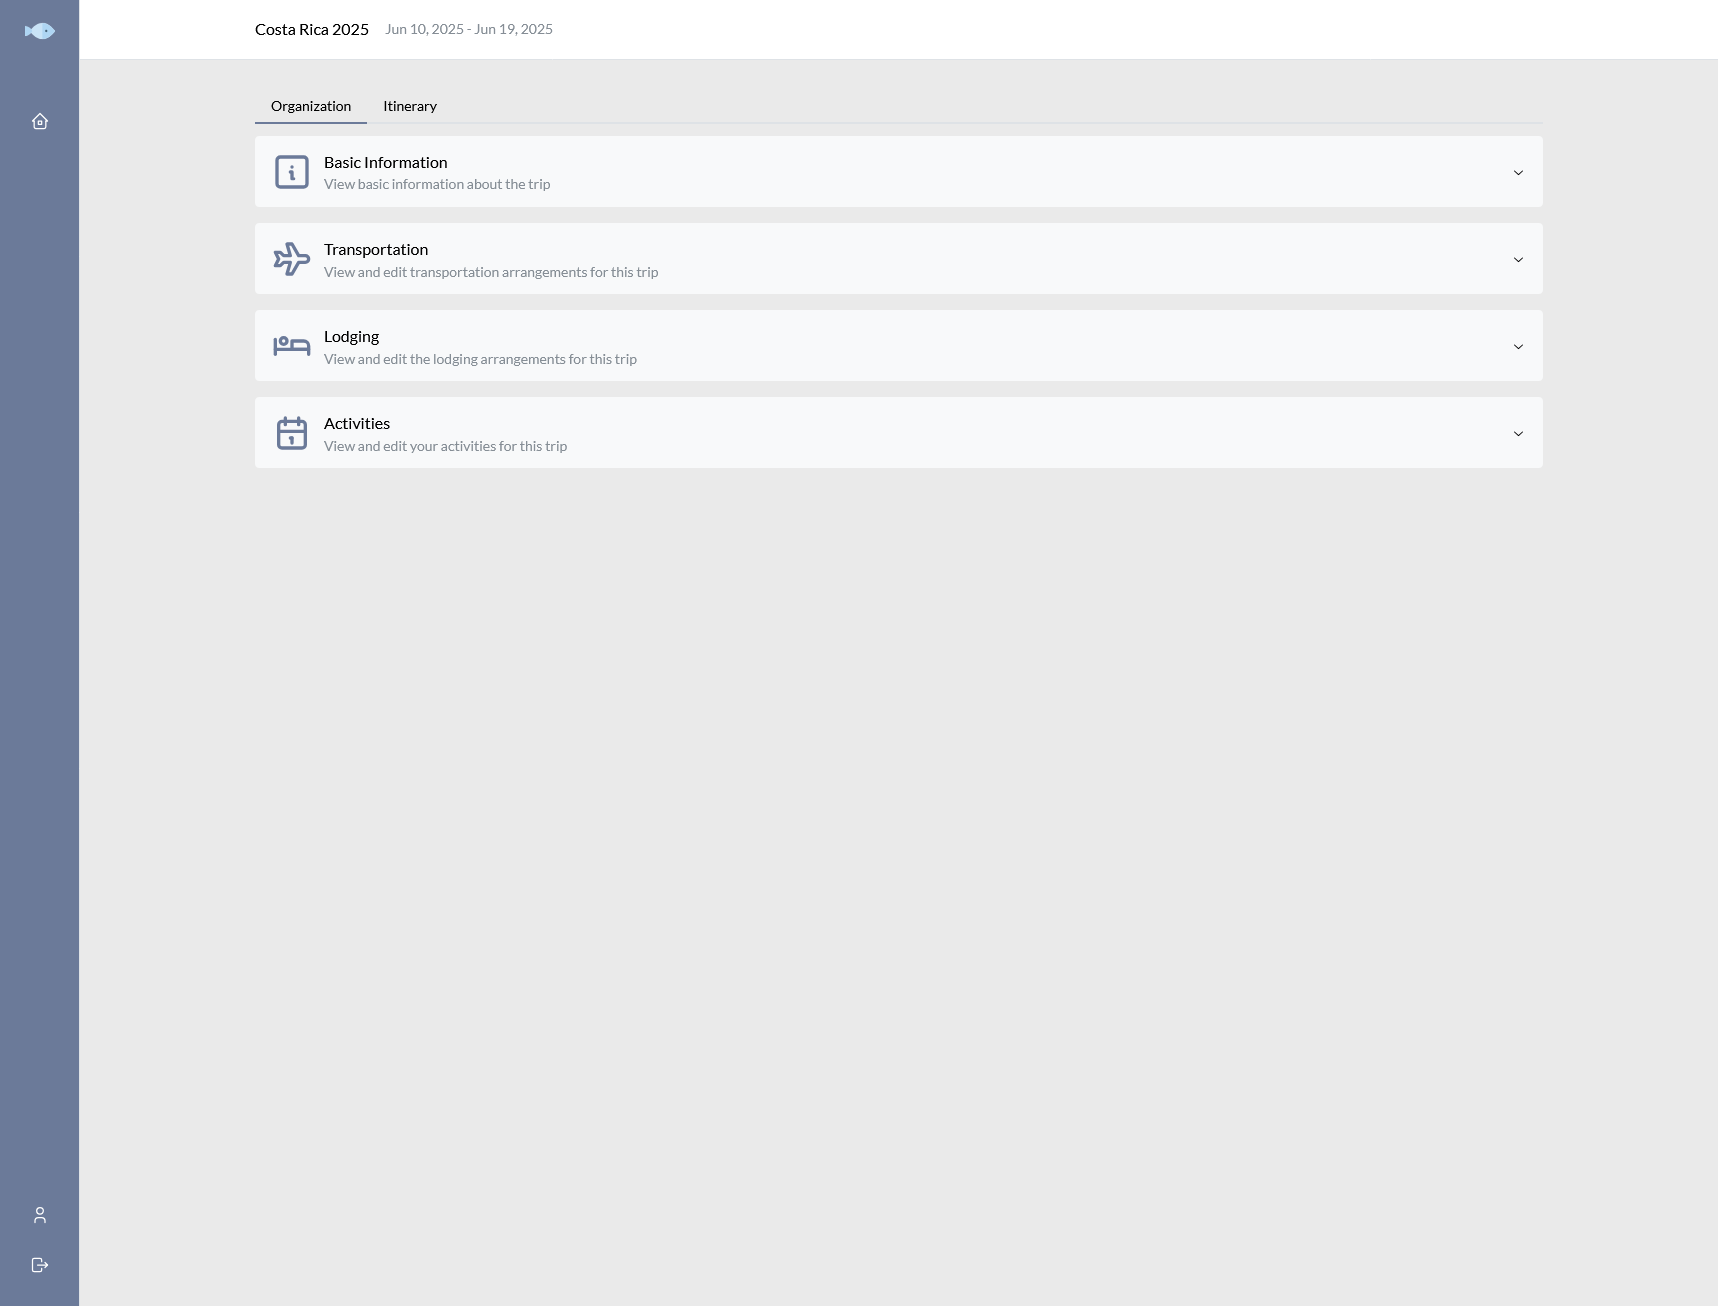 Costa Rica 2025 Jun 10, 2025 - Jun 19, 2025
Organization Itinerary
Basic Information
View basic information about the trip
Transportation
View and edit transportation arrangements for this trip
Lodging
View and edit the lodging arrangements for this trip
Activities
View and edit your activities for this trip